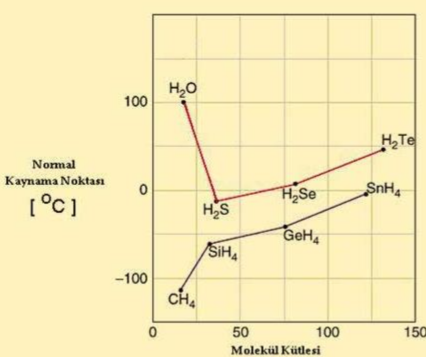 H₂O
100
H₂Te
Normal
Kaynama Noktası
[ ⁰C ]
0
H₂S
H₂Se
SnH₄
SiH₄
GeH₄
−100
CH₄
0
50
100
150
Molekül Kütlesi